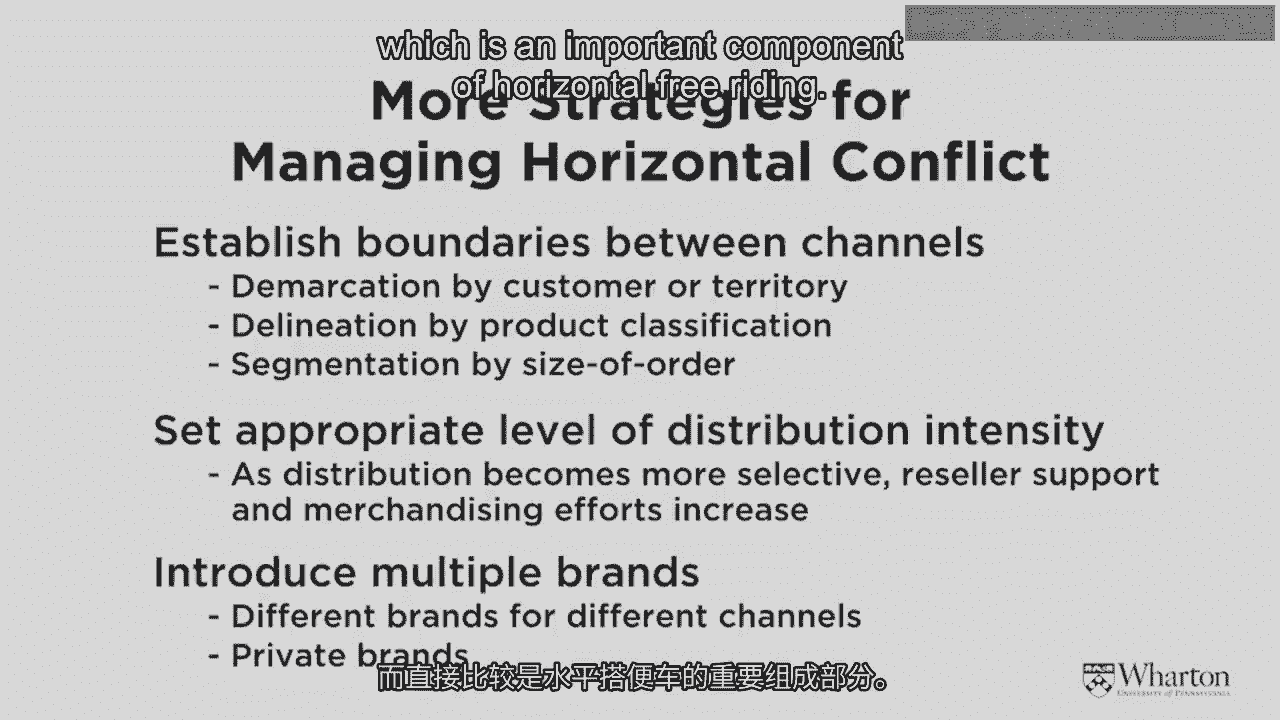 which is an important component
of horizontal free riding.
More Strategies for
Managing Horizontal Conflict
Establish boundaries between channels
- Demarcation by customer or territory
- Delineation by product classification
- Segmentation by size-of-order
Set appropriate level of distribution intensity
- As distribution becomes more selective, reseller support
and merchandising efforts increase
Introduce multiple brands
- Different brands for different channels
- Private brands
而直接比较是水平搭便车的重要组成部分。
Wharton
UNIVERSITY of PENNSYLVANIA